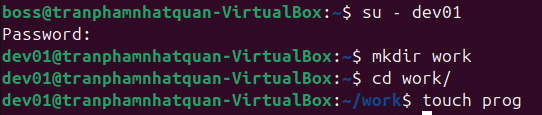 boss@tranphamnhatquan-VirtualBox:~$ su - dev01
Password:
dev01@tranphamnhatquan-VirtualBox:~$ mkdir work
dev01@tranphamnhatquan-VirtualBox:~$ cd work/
dev01@tranphamnhatquan-VirtualBox:~/work$ touch prog